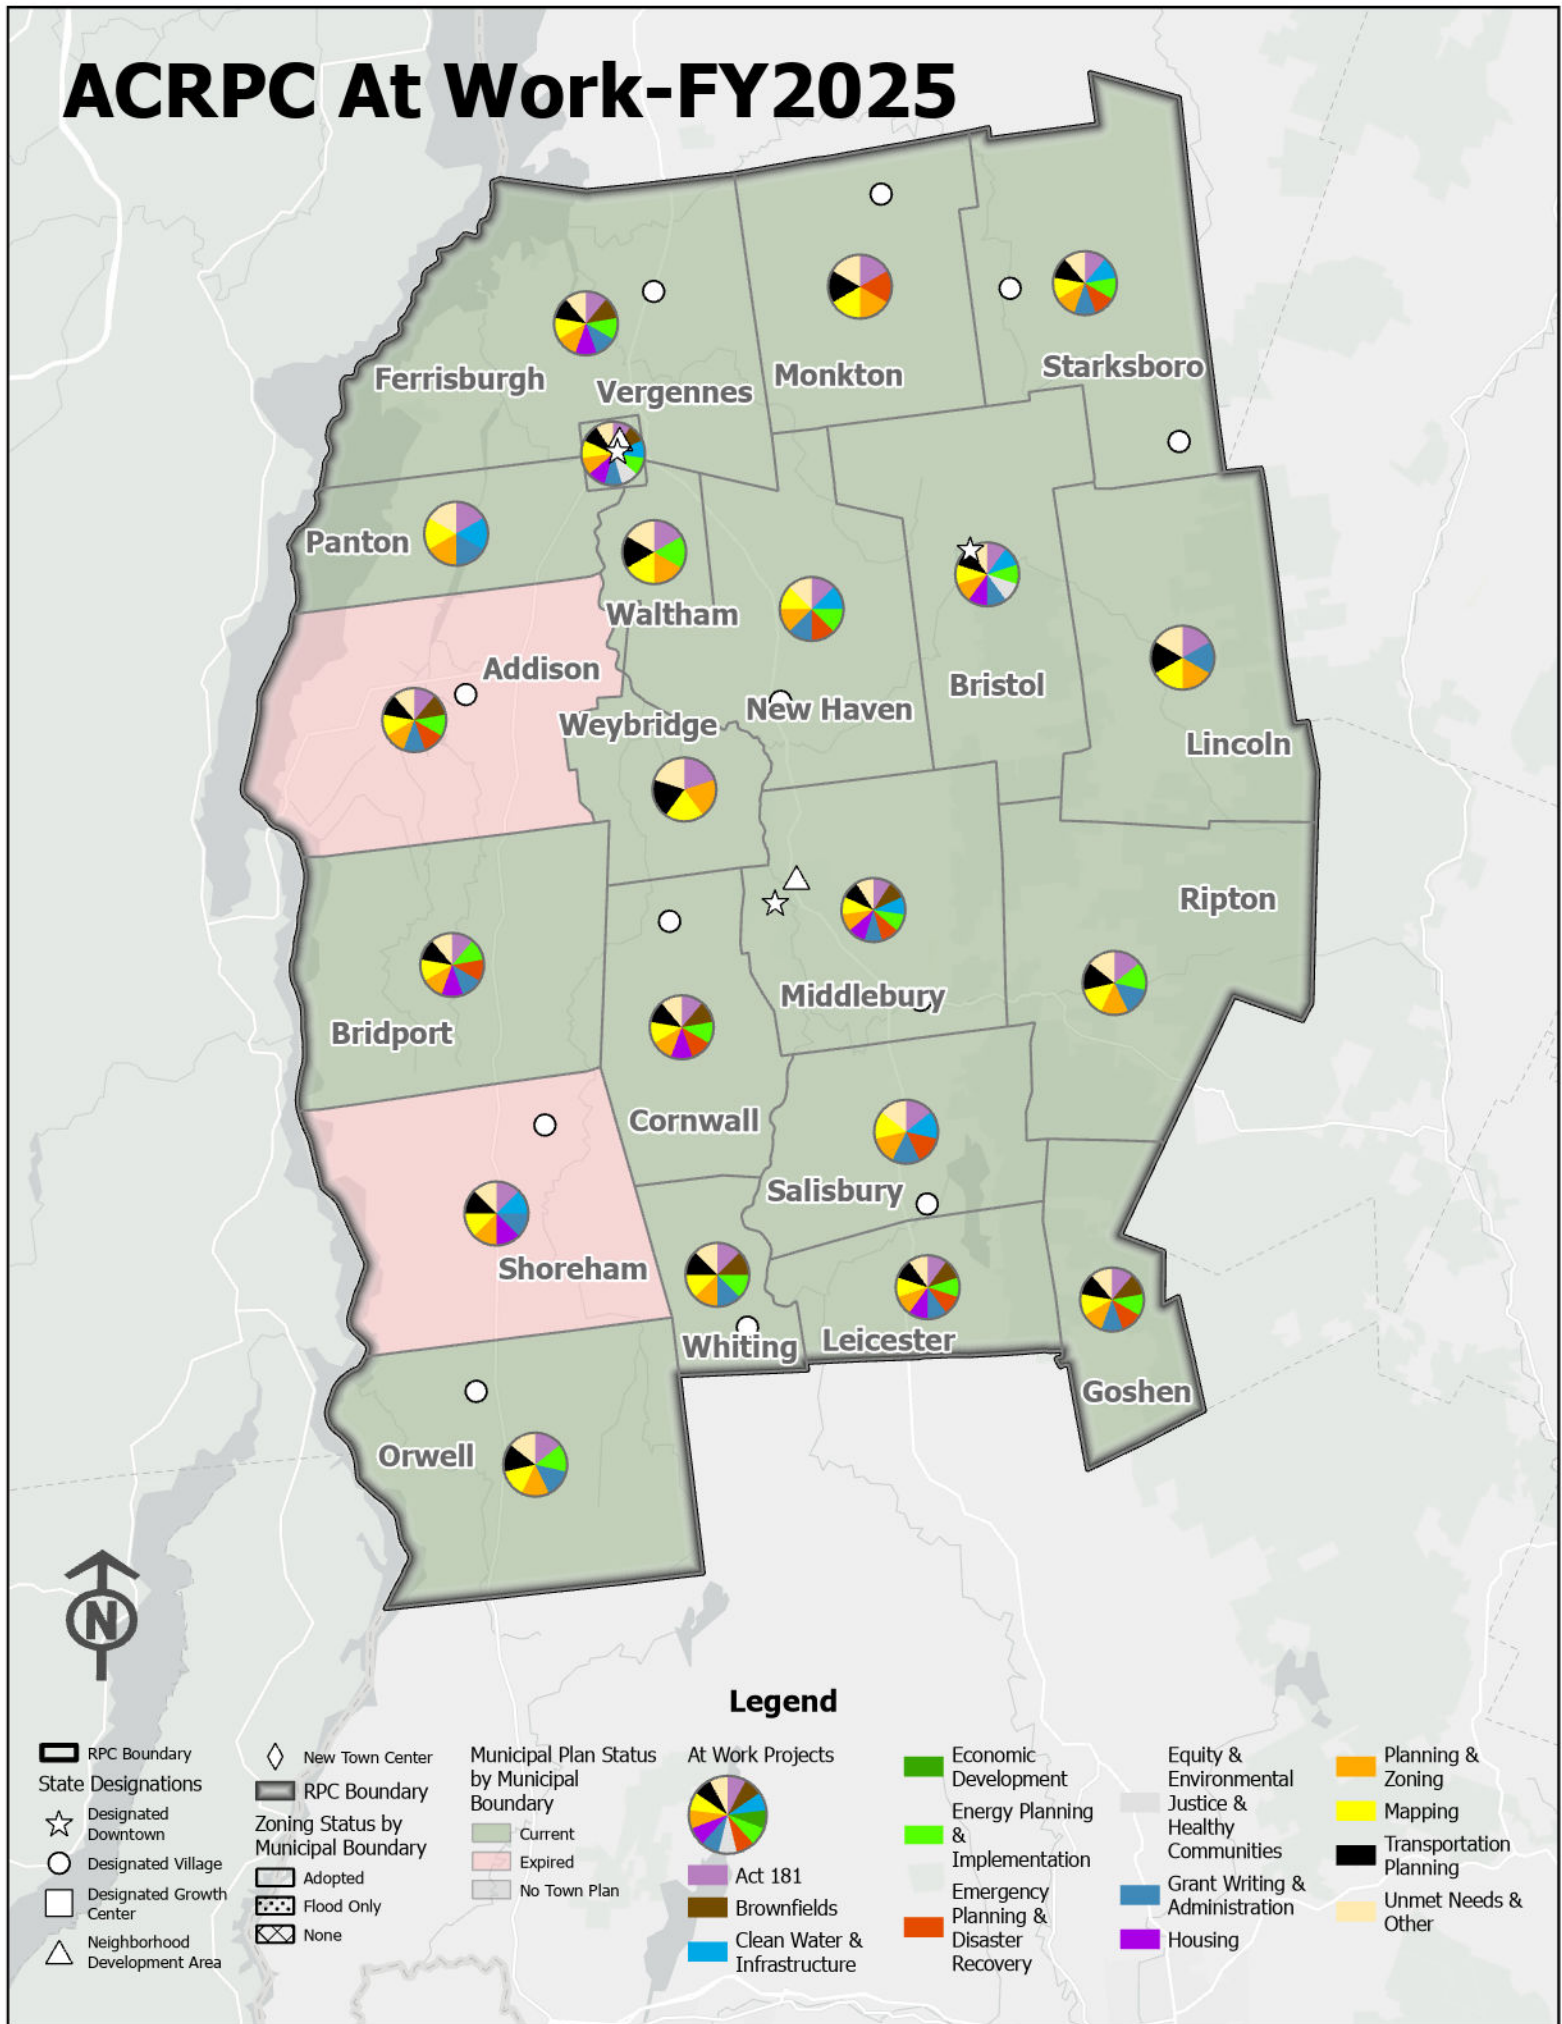 ACRPC At Work-FY2025
Ferrisburgh
Vergennes
Monkton
Starksboro
Panton
Waltham
Addison
Weybridge
New Haven
Bristol
Lincoln
Ripton
Bridport
Middlebury
Cornwall
Salisbury
Shoreham
Whiting
Leicester
Goshen
Orwell
N
Legend
RPC Boundary
State Designations
Designated
Downtown
Designated Village
Designated Growth
Center
Neighborhood
Development Area
New Town Center
RPC Boundary
Zoning Status by
Municipal Boundary
Adopted
Flood Only
None
Municipal Plan Status
by Municipal
Boundary
Current
Expired
No Town Plan
At Work Projects
Act 181
Brownfields
Clean Water &
Infrastructure
Economic
Development
Energy Planning
&
Implementation
Emergency
Planning &
Disaster
Recovery
Equity &
Environmental
Justice &
Healthy
Communities
Grant Writing &
Administration
Housing
Planning &
Zoning
Mapping
Transportation
Planning
Unmet Needs &
Other